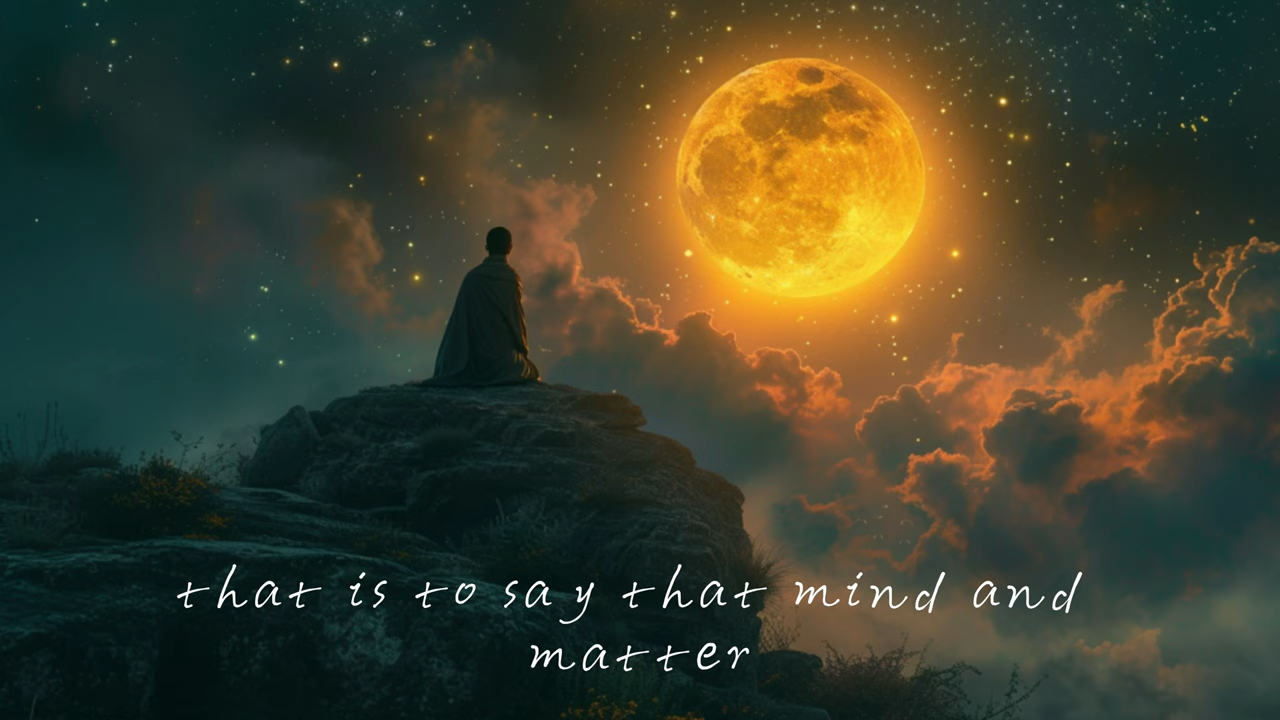 that is to say that mind and
matter